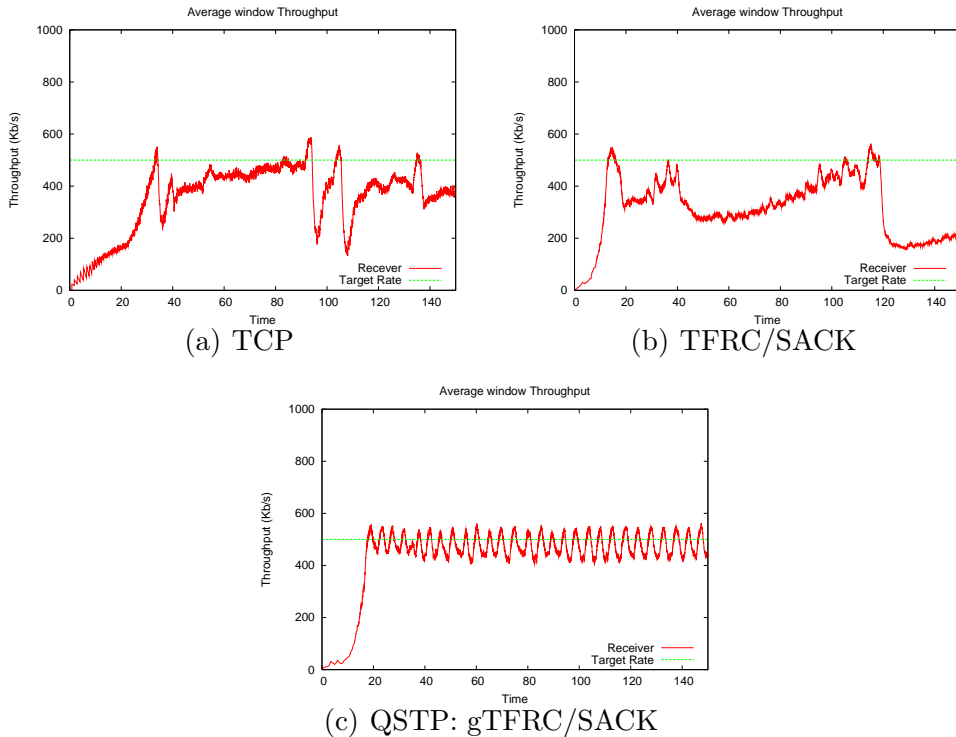 Average window Throughput
1000
800
600
400
200
0
Throughput (Kb/s)
0 20 40 60 80 100 120 140
Time
Recever
Target Rate
(a) TCP
Average window Throughput
1000
800
600
400
200
0
Throughput (Kb/s)
0 20 40 60 80 100 120 140
Time
Receiver
Target Rate
(b) TFRC/SACK
Average window Throughput
1000
800
600
400
200
0
Throughput (Kb/s)
0 20 40 60 80 100 120 140
Time
Receiver
Target Rate
(c) QSTP: gTFRC/SACK